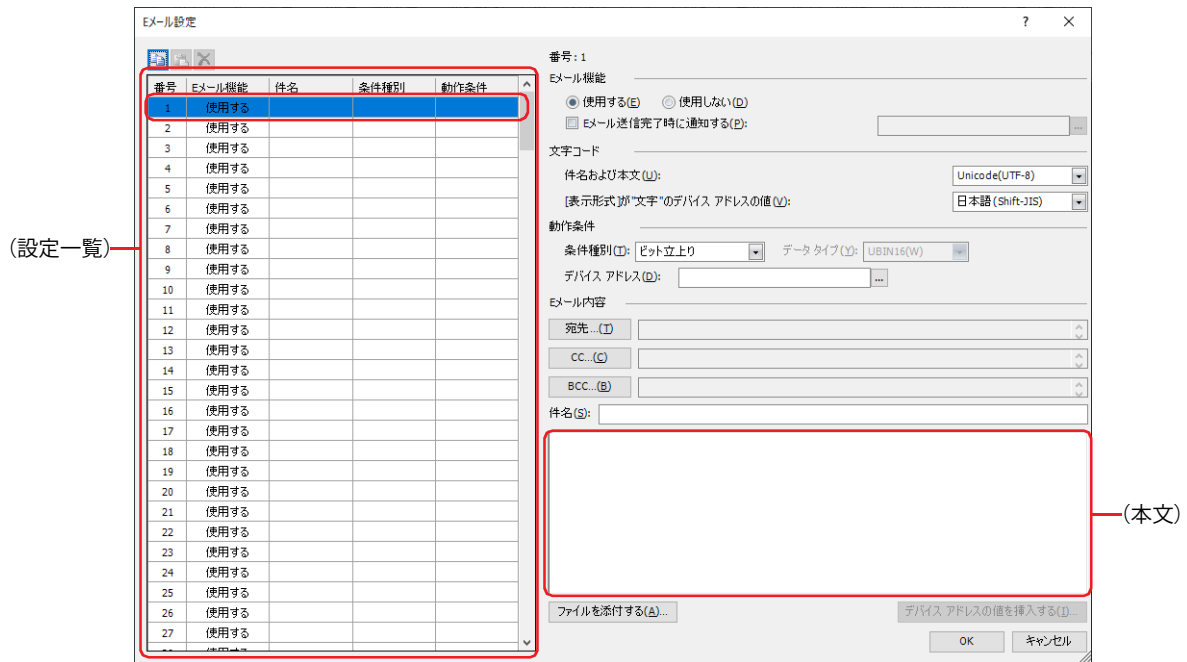 Eメール設定
?
番号 Eメール機能 件名 条件種別 動作条件
1 使用する
2 使用する
3 使用する
4 使用する
5 使用する
6 使用する
7 使用する
8 使用する
9 使用する
10 使用する
11 使用する
12 使用する
13 使用する
14 使用する
15 使用する
16 使用する
17 使用する
18 使用する
19 使用する
20 使用する
21 使用する
22 使用する
23 使用する
24 使用する
25 使用する
26 使用する
27 使用する
(設定一覧)
番号：1
Eメール機能
使用する(E) 使用しない(D)
Eメール送信完了時に通知する(P): ...
文字コード
件名および本文(U): Unicode(UTF-8)
[表示形式]が"文字"のデバイス アドレスの値(V): 日本語(Shift-JIS)
動作条件
条件種別(T): ビット立上り データ タイプ(Y): UBIN16(W)
デバイス アドレス(D): ...
Eメール内容
宛先...(T)
CC...(C)
BCC...(B)
件名(S):
(本文)
ファイルを添付する(A)... デバイス アドレスの値を挿入する(I)...
OK キャンセル